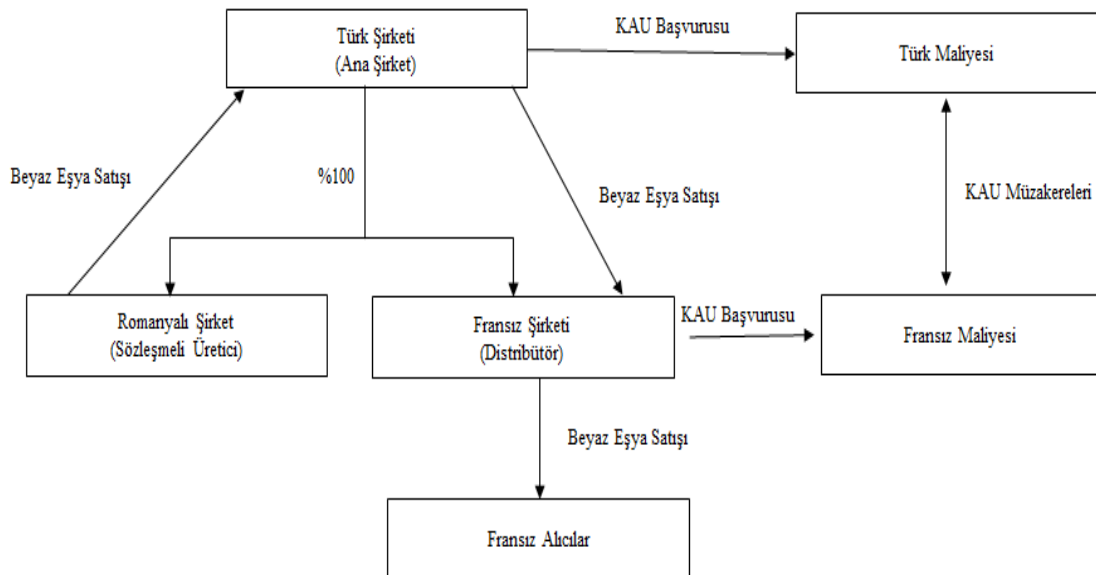 Türk Şirketi
(Ana Şirket)
KAU Başvurusu
Türk Maliyesi
Beyaz Eşya Satışı
%100
Beyaz Eşya Satışı
KAU Müzakereleri
Romanyalı Şirket
(Sözleşmeli Üretici)
Fransız Şirketi
(Distribütör)
KAU Başvurusu
Fransız Maliyesi
Beyaz Eşya Satışı
Fransız Alıcılar